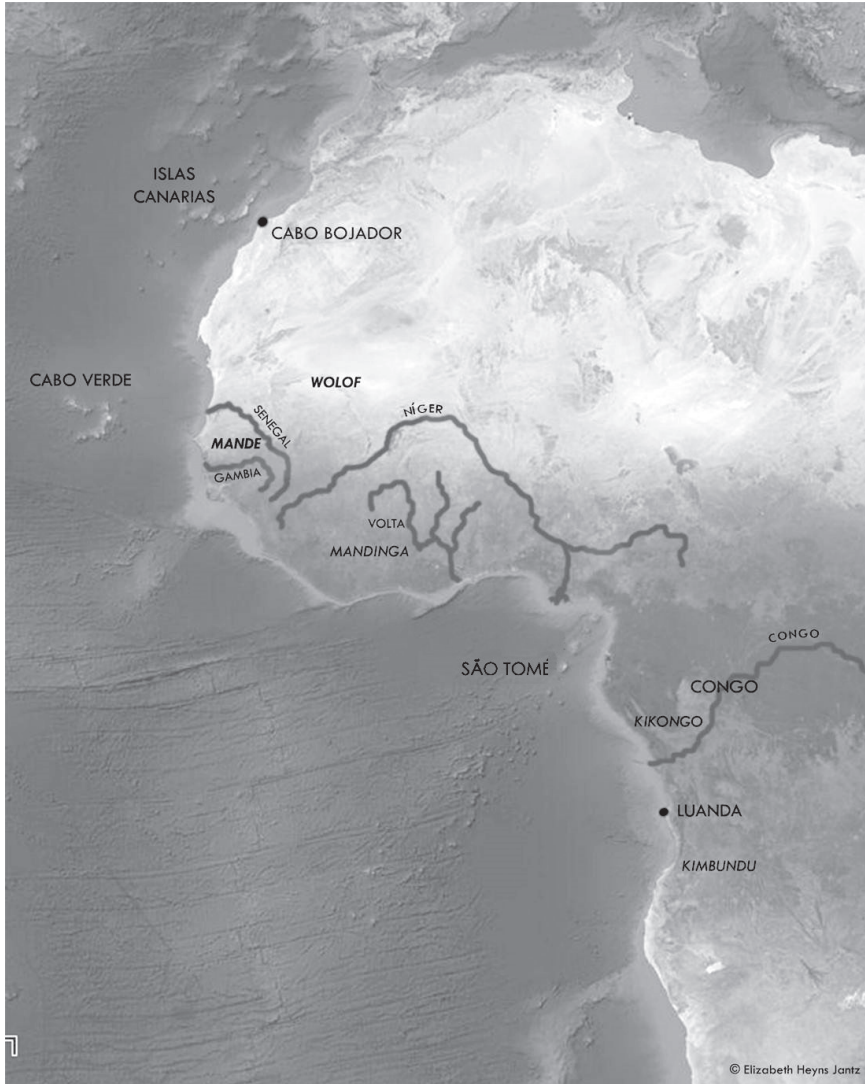 ISLAS
CANARIAS
CABO BOJADOR
CABO VERDE
WOLOF
SENEGAL
NÍGER
MANDE
GAMBIA
VOLTA
MANDINGA
CONGO
SÃO TOMÉ
CONGO
KIKONGO
LUANDA
KIMBUNDU
© Elizabeth Heyns Jantz